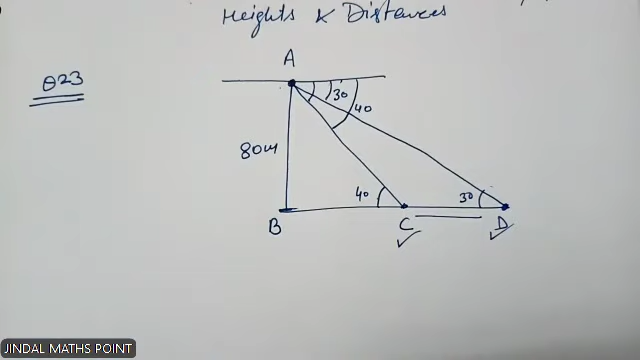 Heights & Distances
Q23
A
30
40
80m
40
30
B
C
D
JINDAL MATHS POINT